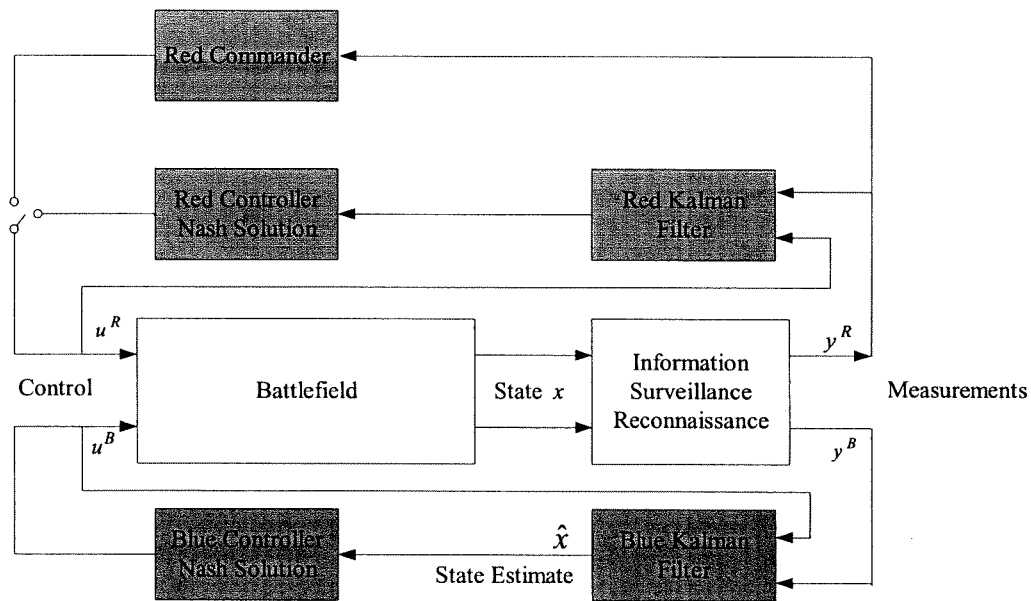 Red Commander
Red Controller
Nash Solution
"Red Kalman"
Filter
u^R
y^R
Control
Battlefield
State x
Information
Surveillance
Reconnaissance
Measurements
u^B
y^B
Blue Controller
Nash Solution
x̂
State Estimate
"Blue Kalman"
Filter